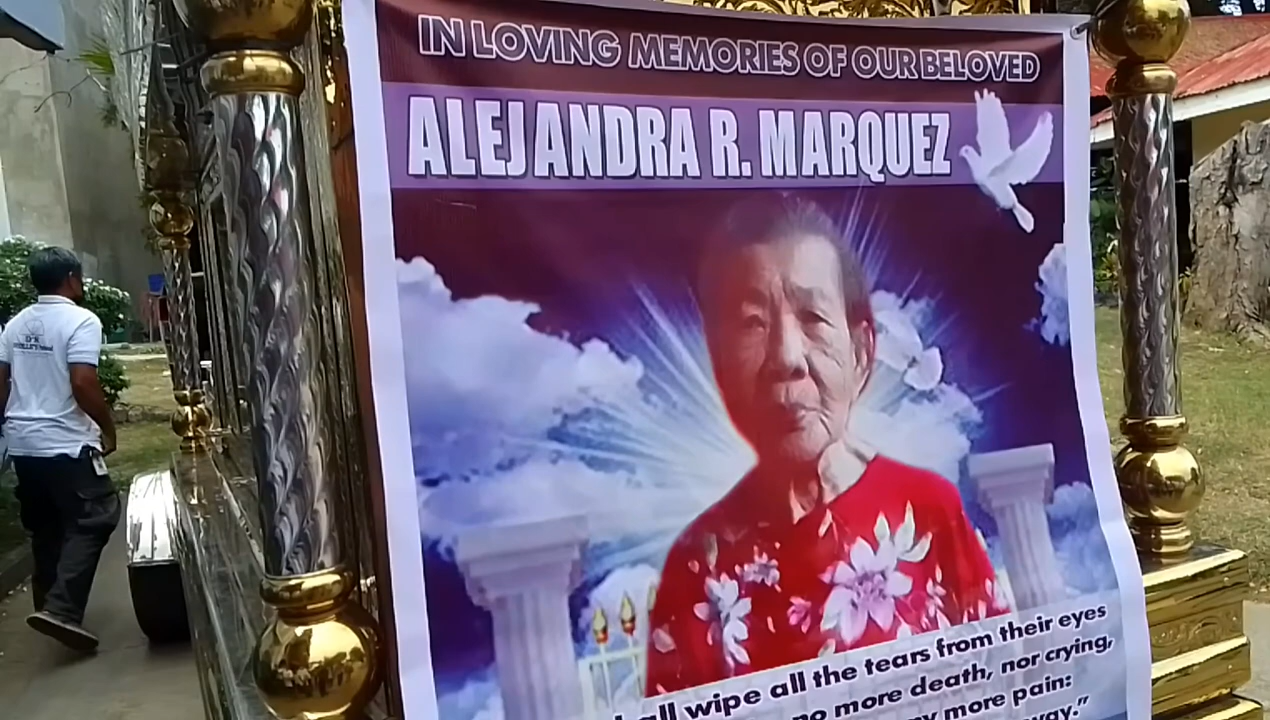 IN LOVING MEMORIES OF OUR BELOVED
ALEJANDRA R. MARQUEZ
all wipe all the tears from their eyes
no more death, nor crying,
more pain: